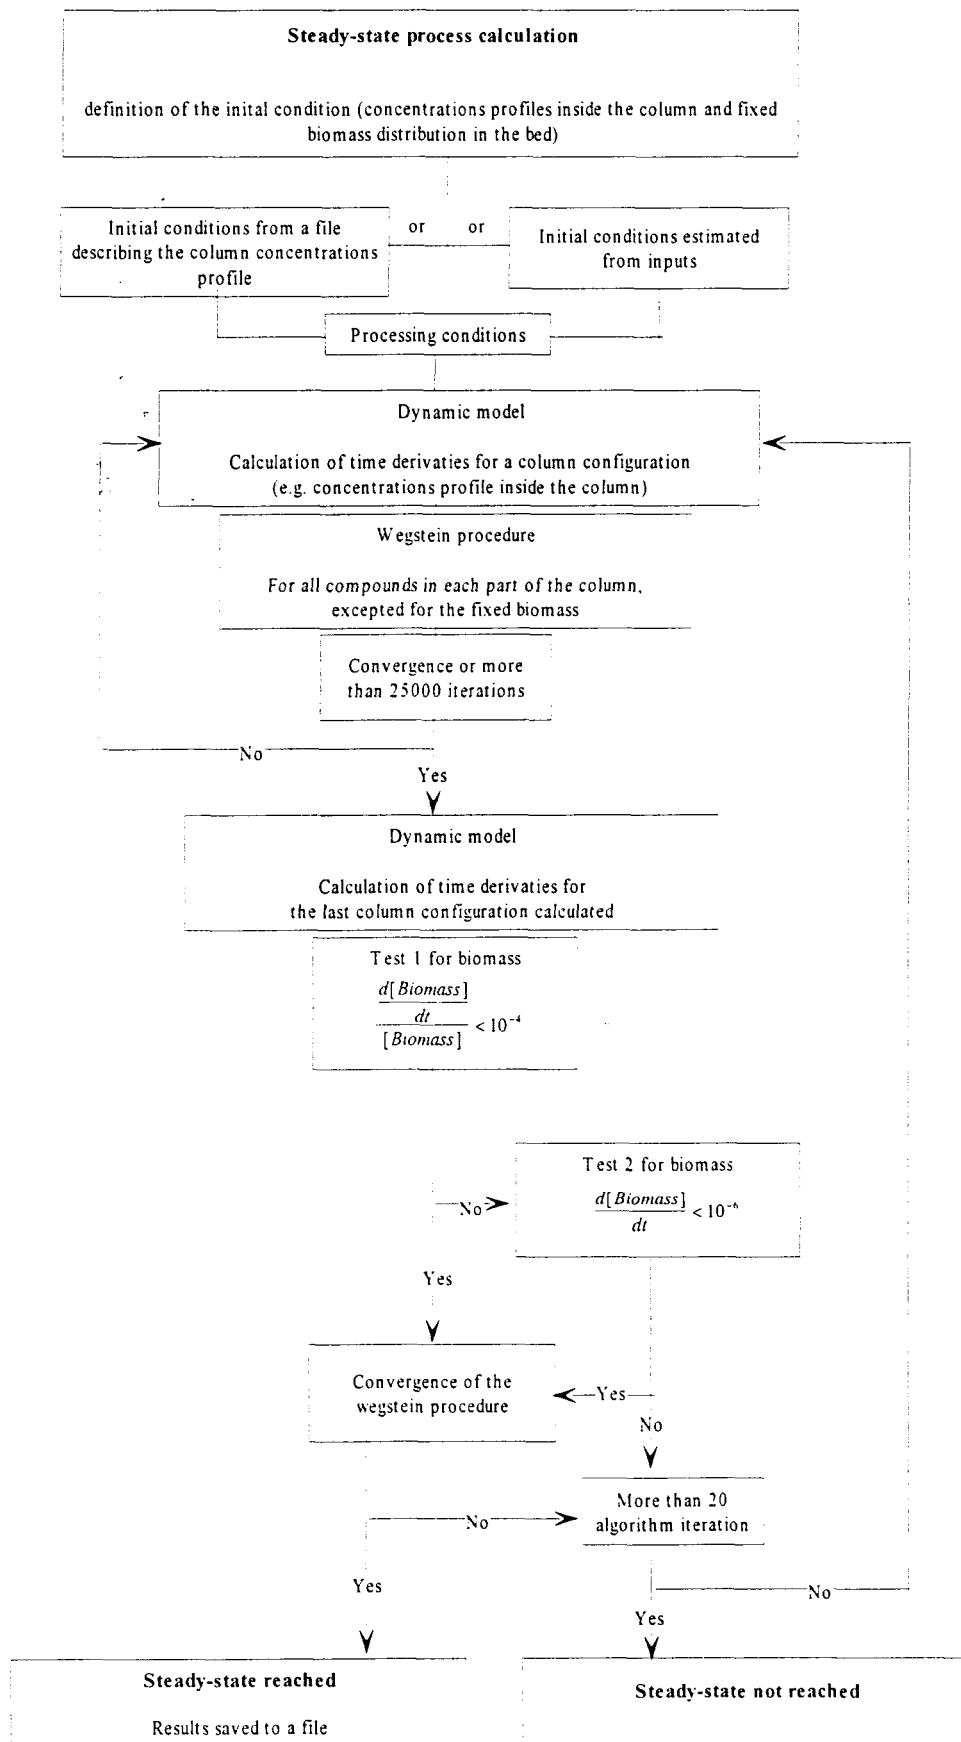 Steady-state process calculation
definition of the inital condition (concentrations profiles inside the column and fixed
biomass distribution in the bed)
Initial conditions from a file
describing the column concentrations
profile
or or
Initial conditions estimated
from inputs
Processing conditions
Dynamic model
Calculation of time derivaties for a column configuration
(e.g. concentrations profile inside the column)
Wegstein procedure
For all compounds in each part of the column,
excepted for the fixed biomass
Convergence or more
than 25000 iterations
No
Yes
Dynamic model
Calculation of time derivaties for
the last column configuration calculated
Test 1 for biomass
d[Biomass]
dt
[Biomass]
< 10⁻⁴
Test 2 for biomass
d[Biomass]
dt
< 10⁻⁶
No
Yes
Convergence of the
wegstein procedure
Yes
No
More than 20
algorithm iteration
No
Yes
No
Yes
Steady-state reached
Results saved to a file
Steady-state not reached